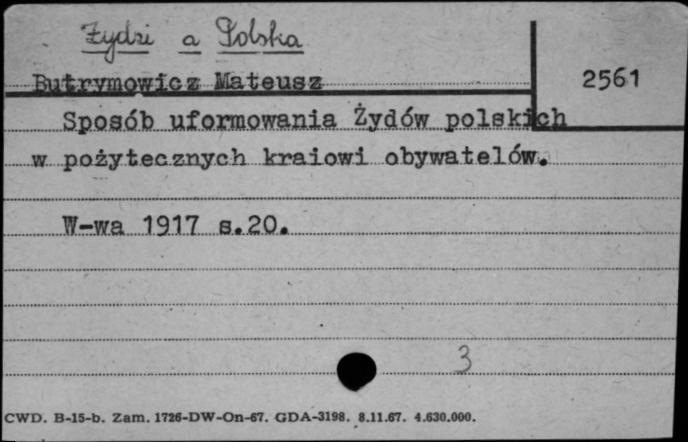 Żydzi a Polska
Butrymowicz Mateusz
2561
Sposób uformowania Żydów polskich
w pożytecznych kraiowi obywatelów.
W-wa 1917 s.20.
3
CWD. B-15-b. Zam. 1726-DW-On-67. GDA-3198. 8.11.67. 4.630.000.